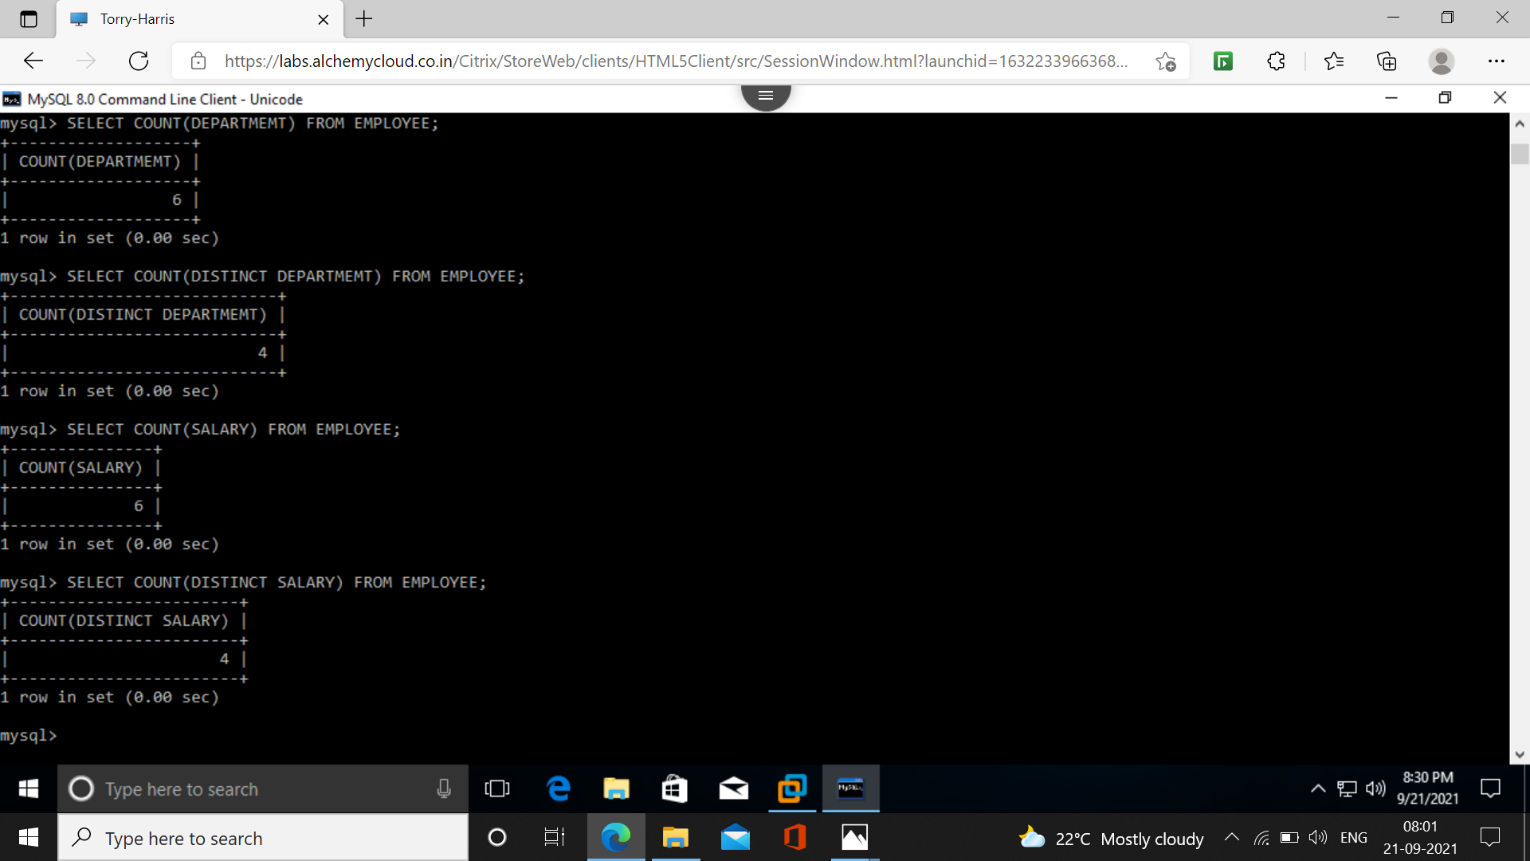 Torry-Harris
https://labs.alchemycloud.co.in/Citrix/StoreWeb/clients/HTML5Client/src/SessionWindow.html?launchid=1632233966368...
MySQL 8.0 Command Line Client - Unicode
mysql> SELECT COUNT(DEPARTMEMT) FROM EMPLOYEE;
+-------------------+
| COUNT(DEPARTMEMT) |
+-------------------+
|                 6 |
+-------------------+
1 row in set (0.00 sec)
mysql> SELECT COUNT(DISTINCT DEPARTMEMT) FROM EMPLOYEE;
+----------------------------+
| COUNT(DISTINCT DEPARTMEMT) |
+----------------------------+
|                          4 |
+----------------------------+
1 row in set (0.00 sec)
mysql> SELECT COUNT(SALARY) FROM EMPLOYEE;
+---------------+
| COUNT(SALARY) |
+---------------+
|             6 |
+---------------+
1 row in set (0.00 sec)
mysql> SELECT COUNT(DISTINCT SALARY) FROM EMPLOYEE;
+------------------------+
| COUNT(DISTINCT SALARY) |
+------------------------+
|                      4 |
+------------------------+
1 row in set (0.00 sec)
mysql>
Type here to search
8:30 PM
9/21/2021
Type here to search
22°C Mostly cloudy
ENG
08:01
21-09-2021